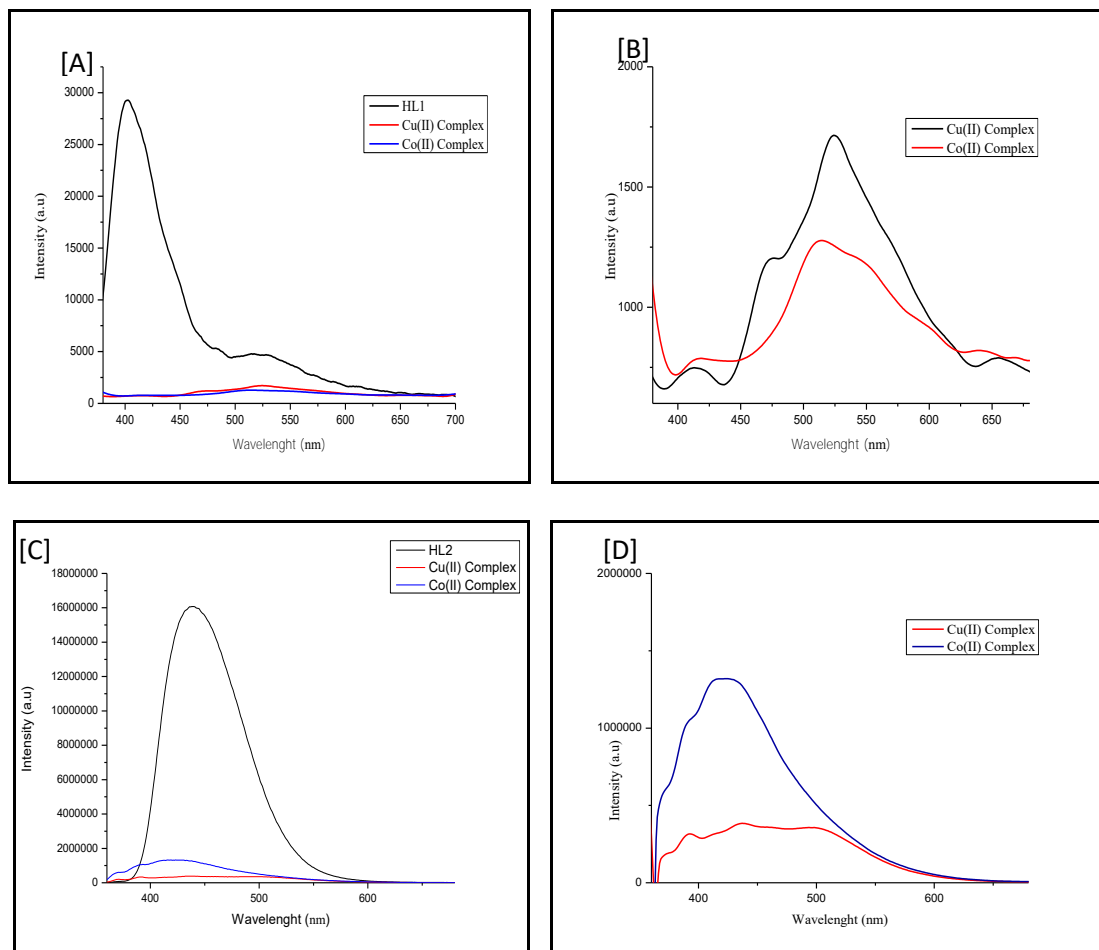 [A]
30000
25000
20000
15000
10000
5000
0
400
450
500
550
600
650
700
Intensity (a.u)
Wavelenght (nm)
HL1
Cu(II) Complex
Co(II) Complex
[B]
2000
1500
1000
400
450
500
550
600
650
Intensity (a.u)
Wavelenght (nm)
Cu(II) Complex
Co(II) Complex
[C]
18000000
16000000
14000000
12000000
10000000
8000000
6000000
4000000
2000000
0
400
500
600
Intensity (a.u)
Wavelenght (nm)
HL2
Cu(II) Complex
Co(II) Complex
[D]
2000000
1000000
0
400
450
500
600
Intensity (a.u)
Wavelenght (nm)
Cu(II) Complex
Co(II) Complex